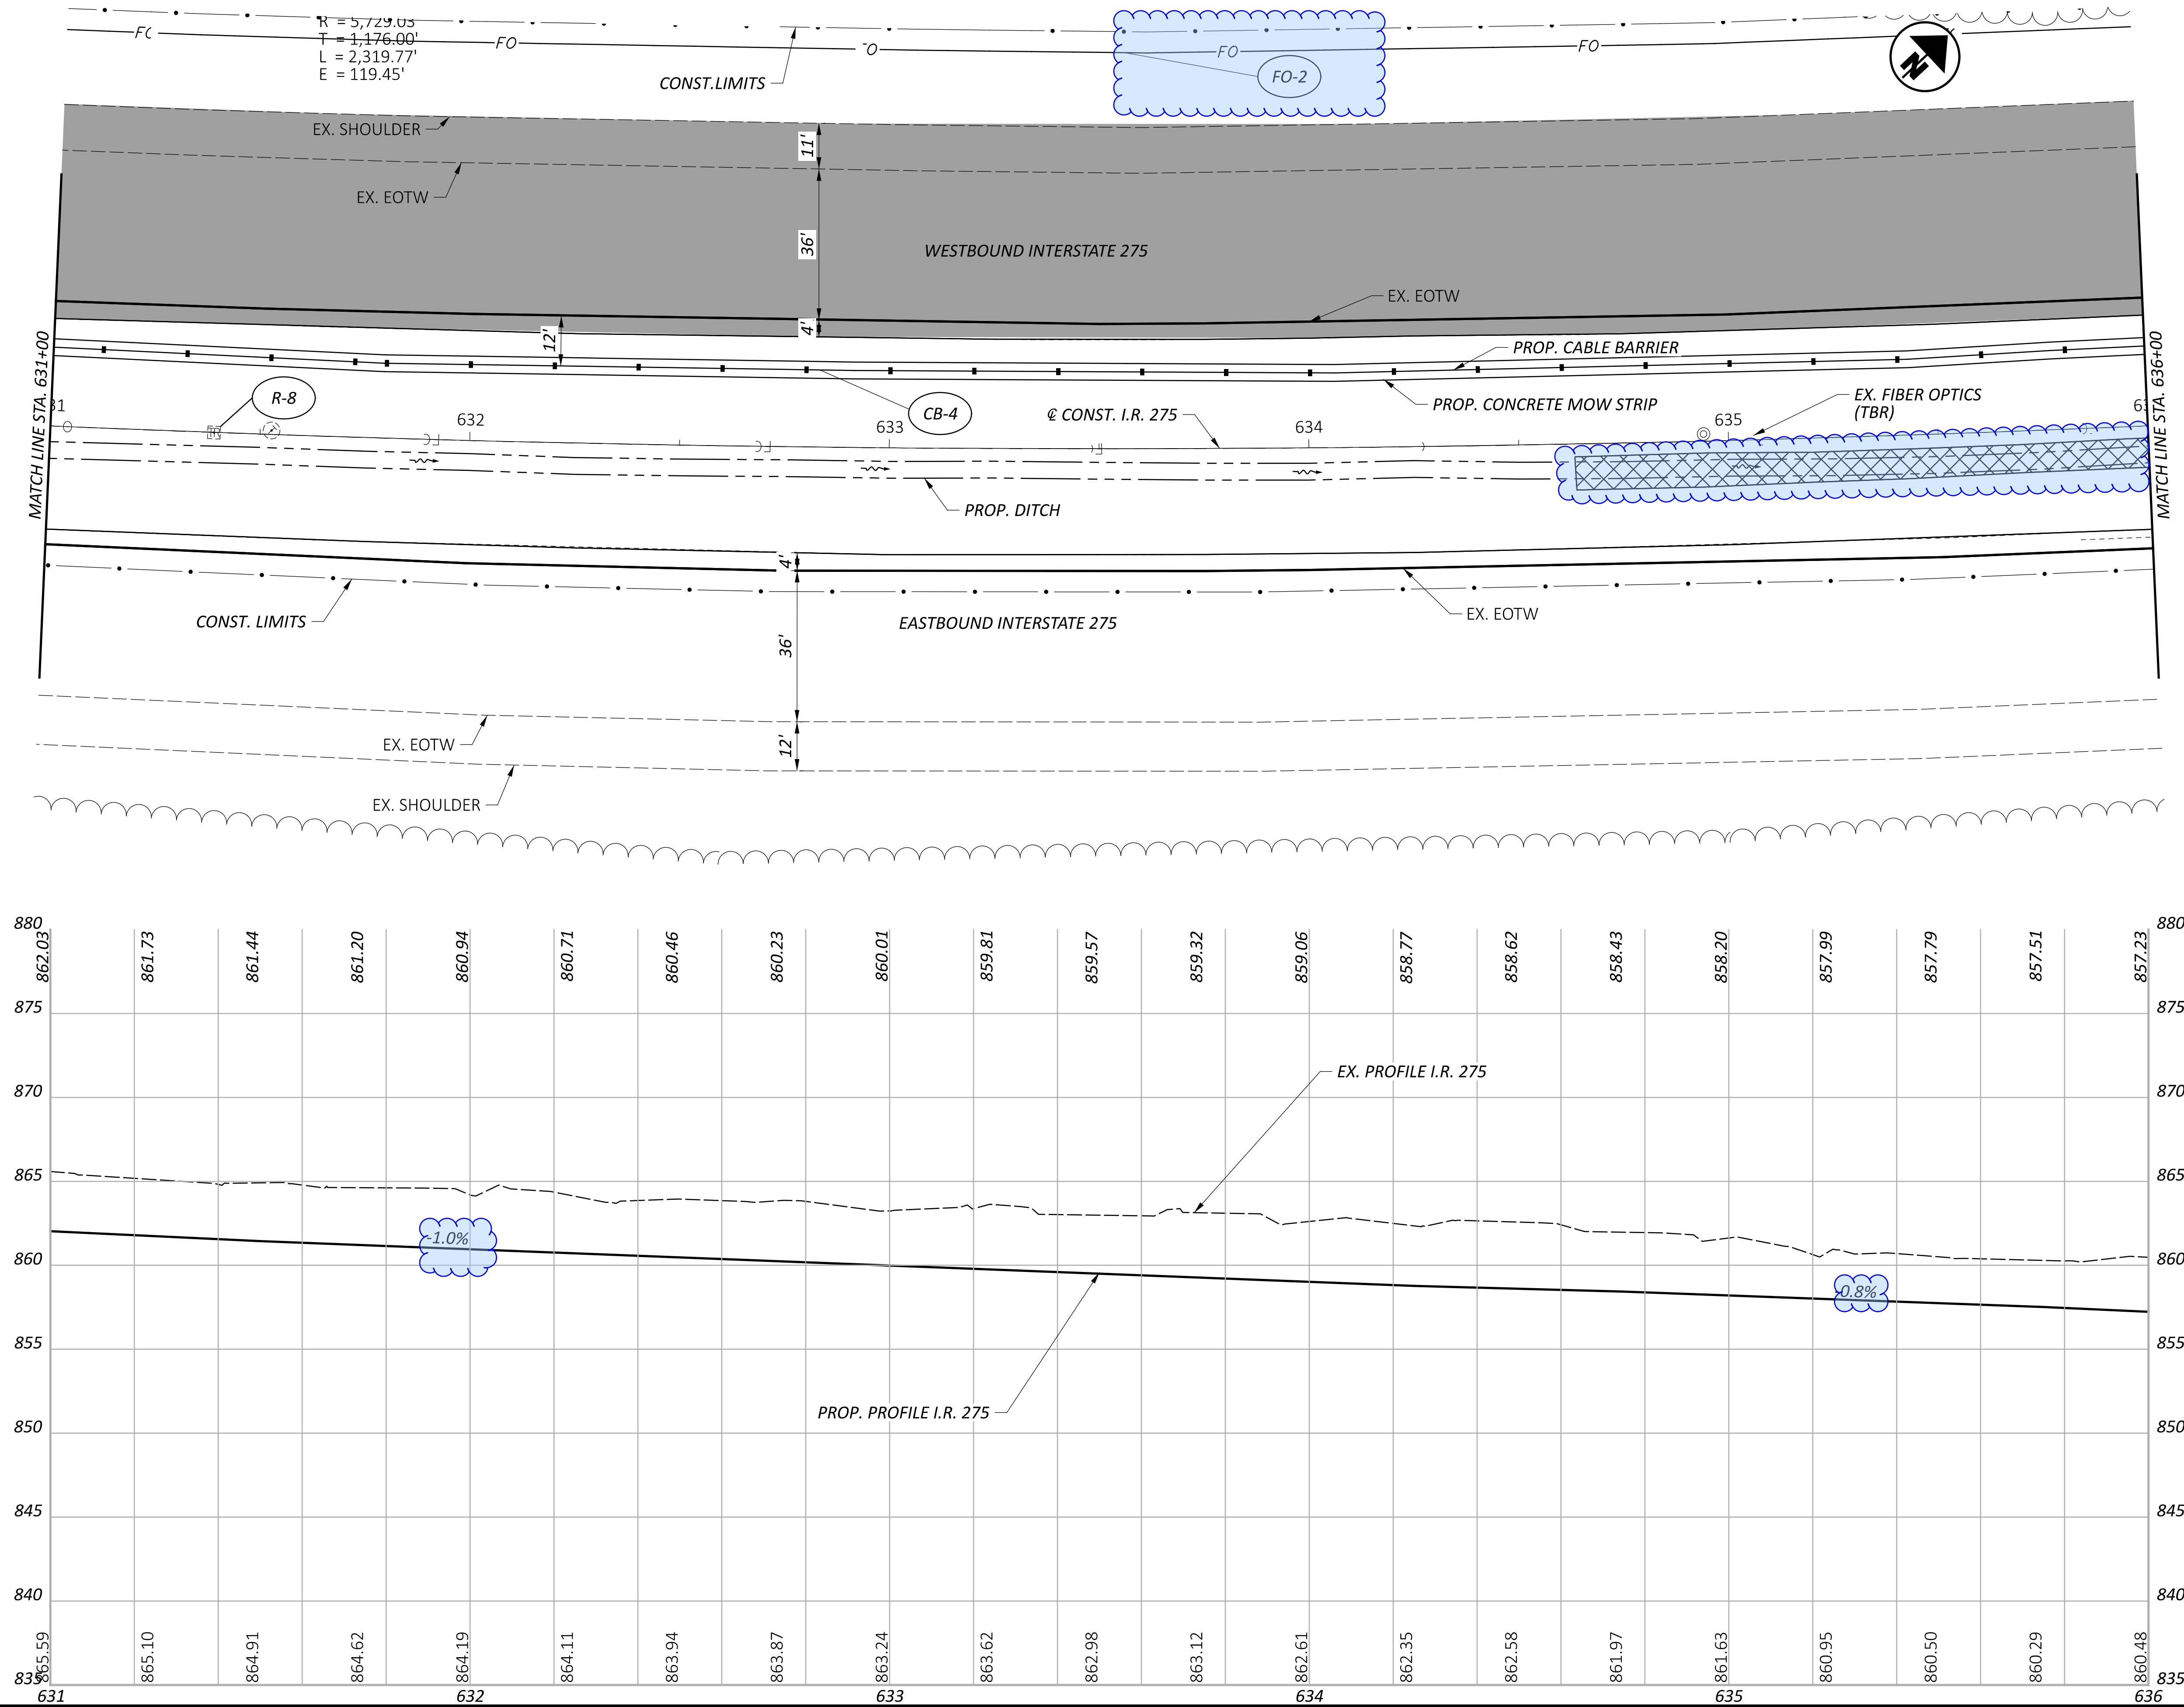 R = 5,729.03
T = 1,176.00'
L = 2,319.77'
E = 119.45'
FO
FO
FO
CONST.LIMITS
FO-2
N
EX. SHOULDER
11'
EX. EOTW
36'
WESTBOUND INTERSTATE 275
EX. EOTW
4'
12'
PROP. CABLE BARRIER
MATCH LINE STA. 631+00
MATCH LINE STA. 636+00
R-8
CB-4
PROP. CONCRETE MOW STRIP
EX. FIBER OPTICS
(TBR)
℄ CONST. I.R. 275
632
633
634
635
PROP. DITCH
4'
CONST. LIMITS
EASTBOUND INTERSTATE 275
EX. EOTW
36'
EX. EOTW
12'
EX. SHOULDER
880
880
862.03 861.73 861.44 861.20 860.94 860.71 860.46 860.23 860.01 859.81 859.57 859.32 859.06 858.77 858.62 858.43 858.20 857.99 857.79 857.51 857.23
875
875
EX. PROFILE I.R. 275
870
870
865
865
-1.0%
860
860
-0.8%
855
855
PROP. PROFILE I.R. 275
850
850
845
845
840
840
865.59 865.10 864.91 864.62 864.19 864.11 863.94 863.87 863.24 863.62 862.98 863.12 862.61 862.35 862.58 861.97 861.63 860.95 860.50 860.29 860.48
835
835
631 632 633 634 635 636